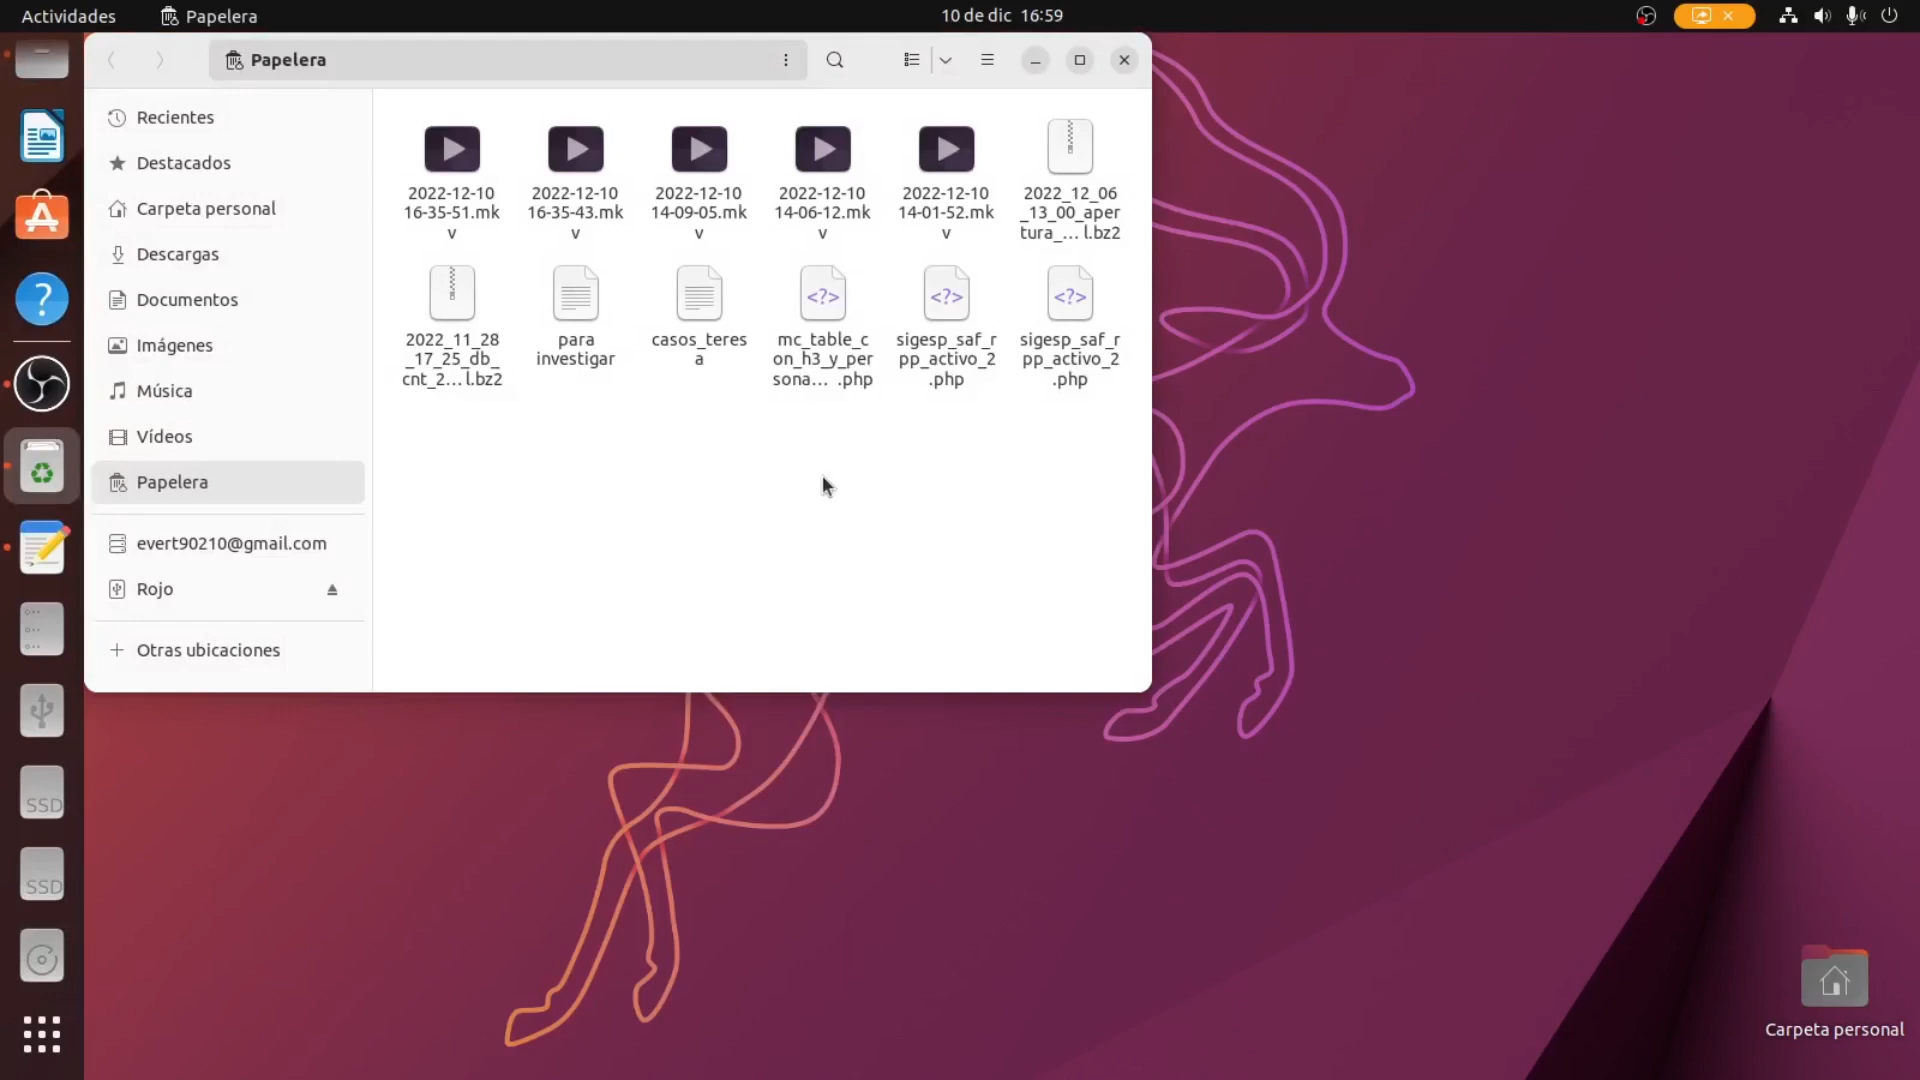 Actividades
Papelera
10 de dic 16:59
Papelera
Recientes
Destacados
Carpeta personal
Descargas
Documentos
Imágenes
Música
Vídeos
Papelera
evert90210@gmail.com
Rojo
Otras ubicaciones
2022-12-10
16-35-51.mk
v
2022-12-10
16-35-43.mk
v
2022-12-10
14-09-05.mk
v
2022-12-10
14-06-12.mk
v
2022-12-10
14-01-52.mk
v
2022_12_06
_13_00_aper
tura_... l.bz2
2022_11_28
_17_25_db_
cnt_2... l.bz2
para
investigar
casos_teres
a
mc_table_c
on_h3_y_per
sona... .php
sigesp_saf_r
pp_activo_2
.php
sigesp_saf_r
pp_activo_2
.php
SSD
SSD
Carpeta personal